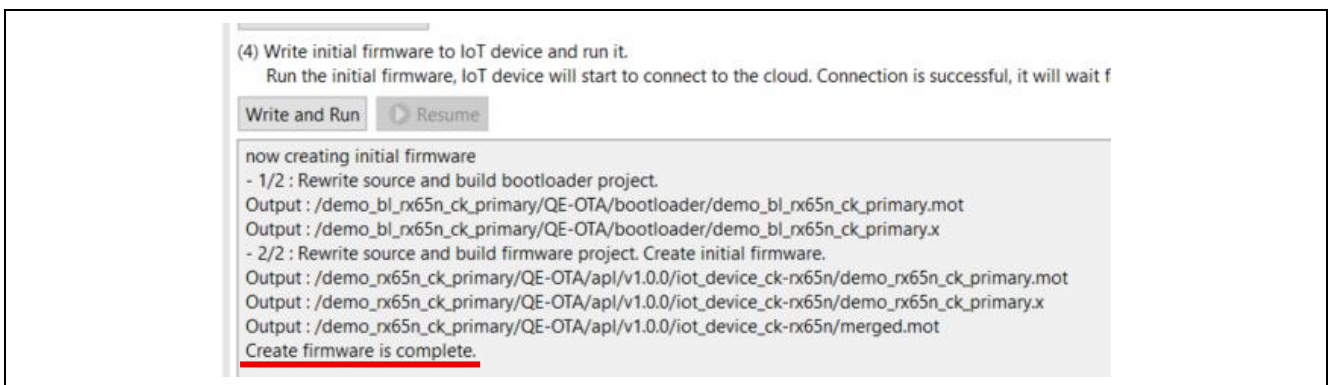 (4) Write initial firmware to IoT device and run it.
Run the initial firmware, IoT device will start to connect to the cloud. Connection is successful, it will wait f
Write and Run Resume
now creating initial firmware
- 1/2 : Rewrite source and build bootloader project.
Output : /demo_bl_rx65n_ck_primary/QE-OTA/bootloader/demo_bl_rx65n_ck_primary.mot
Output : /demo_bl_rx65n_ck_primary/QE-OTA/bootloader/demo_bl_rx65n_ck_primary.x
- 2/2 : Rewrite source and build firmware project. Create initial firmware.
Output : /demo_rx65n_ck_primary/QE-OTA/apl/v1.0.0/iot_device_ck-rx65n/demo_rx65n_ck_primary.mot
Output : /demo_rx65n_ck_primary/QE-OTA/apl/v1.0.0/iot_device_ck-rx65n/demo_rx65n_ck_primary.x
Output : /demo_rx65n_ck_primary/QE-OTA/apl/v1.0.0/iot_device_ck-rx65n/merged.mot
Create firmware is complete.